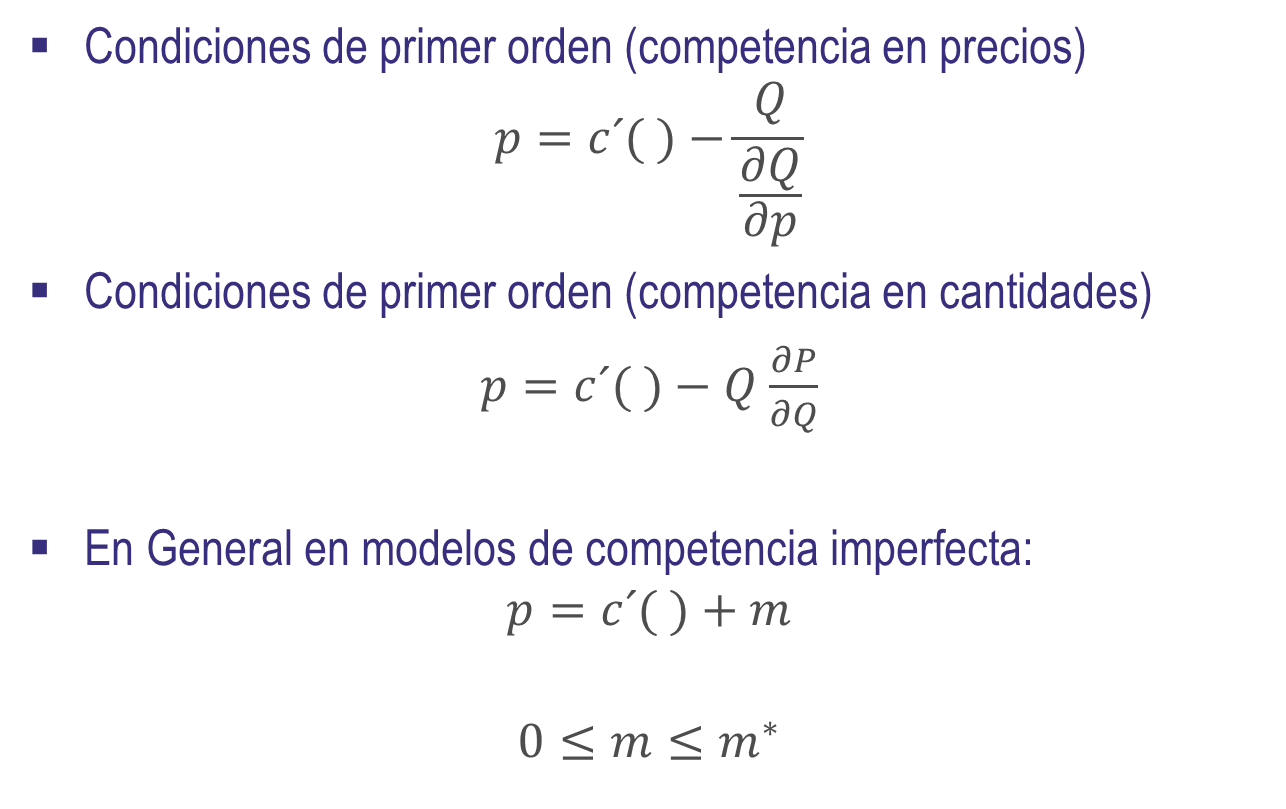 ▪ Condiciones de primer orden (competencia en precios)
p = c´( ) − Q / (∂Q / ∂p)
▪ Condiciones de primer orden (competencia en cantidades)
p = c´( ) − Q ∂P / ∂Q
▪ En General en modelos de competencia imperfecta:
p = c´( ) + m
0 ≤ m ≤ m*